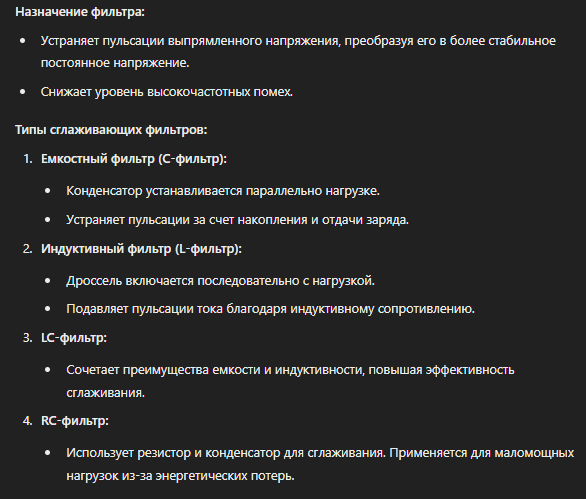 Назначение фильтра:
• Устраняет пульсации выпрямленного напряжения, преобразуя его в более стабильное
постоянное напряжение.
• Снижает уровень высокочастотных помех.
Типы сглаживающих фильтров:
1. Емкостный фильтр (C-фильтр):
• Конденсатор устанавливается параллельно нагрузке.
• Устраняет пульсации за счет накопления и отдачи заряда.
2. Индуктивный фильтр (L-фильтр):
• Дроссель включается последовательно с нагрузкой.
• Подавляет пульсации тока благодаря индуктивному сопротивлению.
3. LC-фильтр:
• Сочетает преимущества емкости и индуктивности, повышая эффективность
сглаживания.
4. RC-фильтр:
• Использует резистор и конденсатор для сглаживания. Применяется для маломощных
нагрузок из-за энергетических потерь.